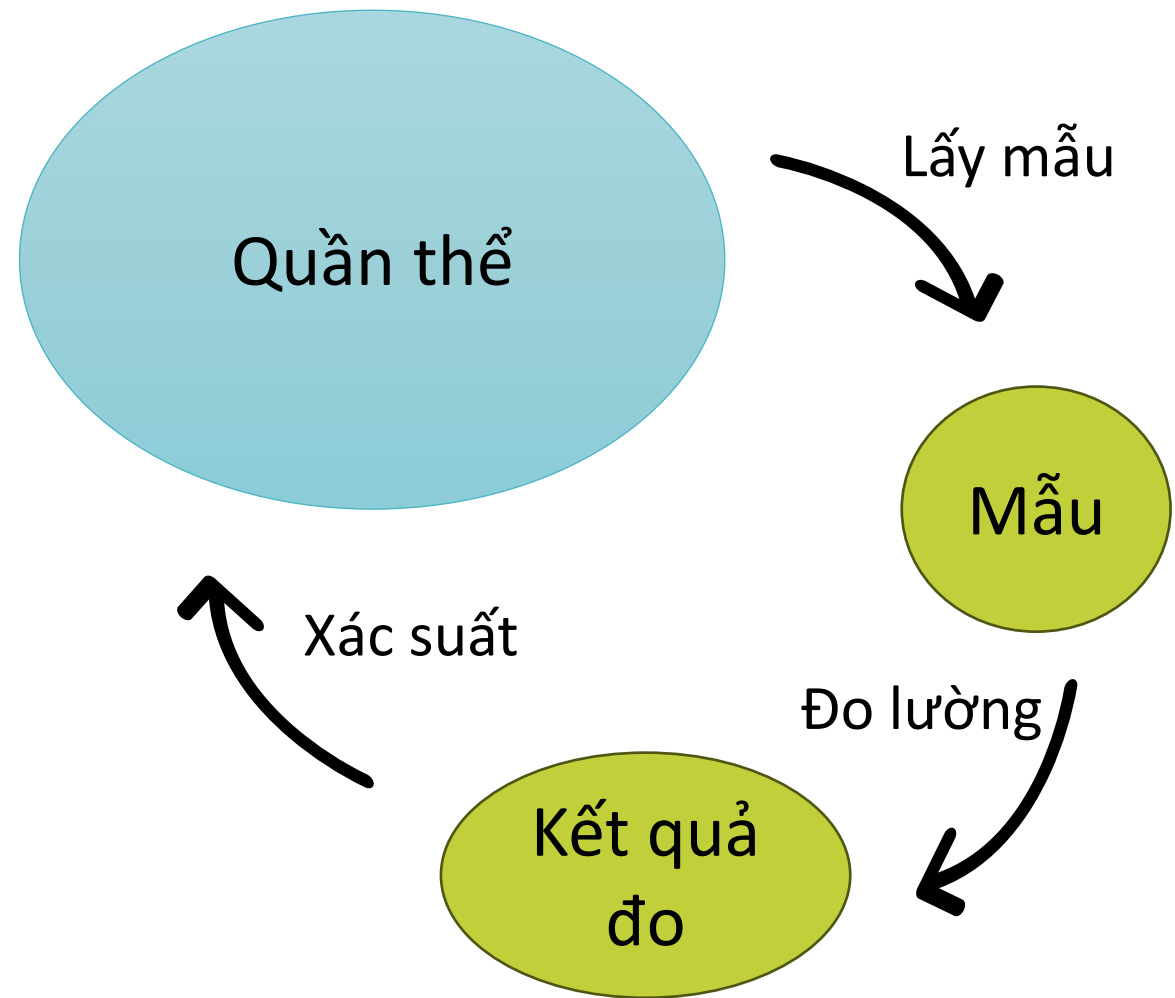 Quần thể
Lấy mẫu
Mẫu
Đo lường
Kết quả
đo
Xác suất